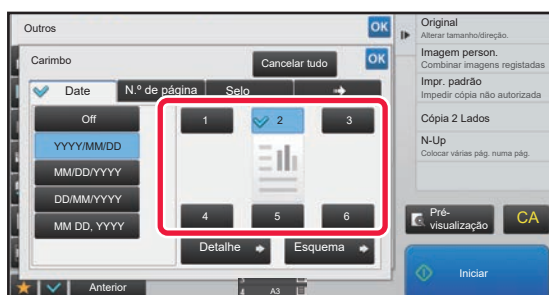 Outros
OK
Carimbo
Cancelar tudo
OK
Date
N.º de página
Selo
Off
YYYY/MM/DD
MM/DD/YYYY
DD/MM/YYYY
MM DD, YYYY
1
2
3
4
5
6
Detalhe
Esquema
Anterior
A3
Original
Alterar tamanho/direção.
Imagem person.
Combinar imagens registadas
Impr. padrão
Impedir cópia não autorizada
Cópia 2 Lados
N-Up
Colocar várias pág. numa pág.
Pré-
visualização
CA
Iniciar